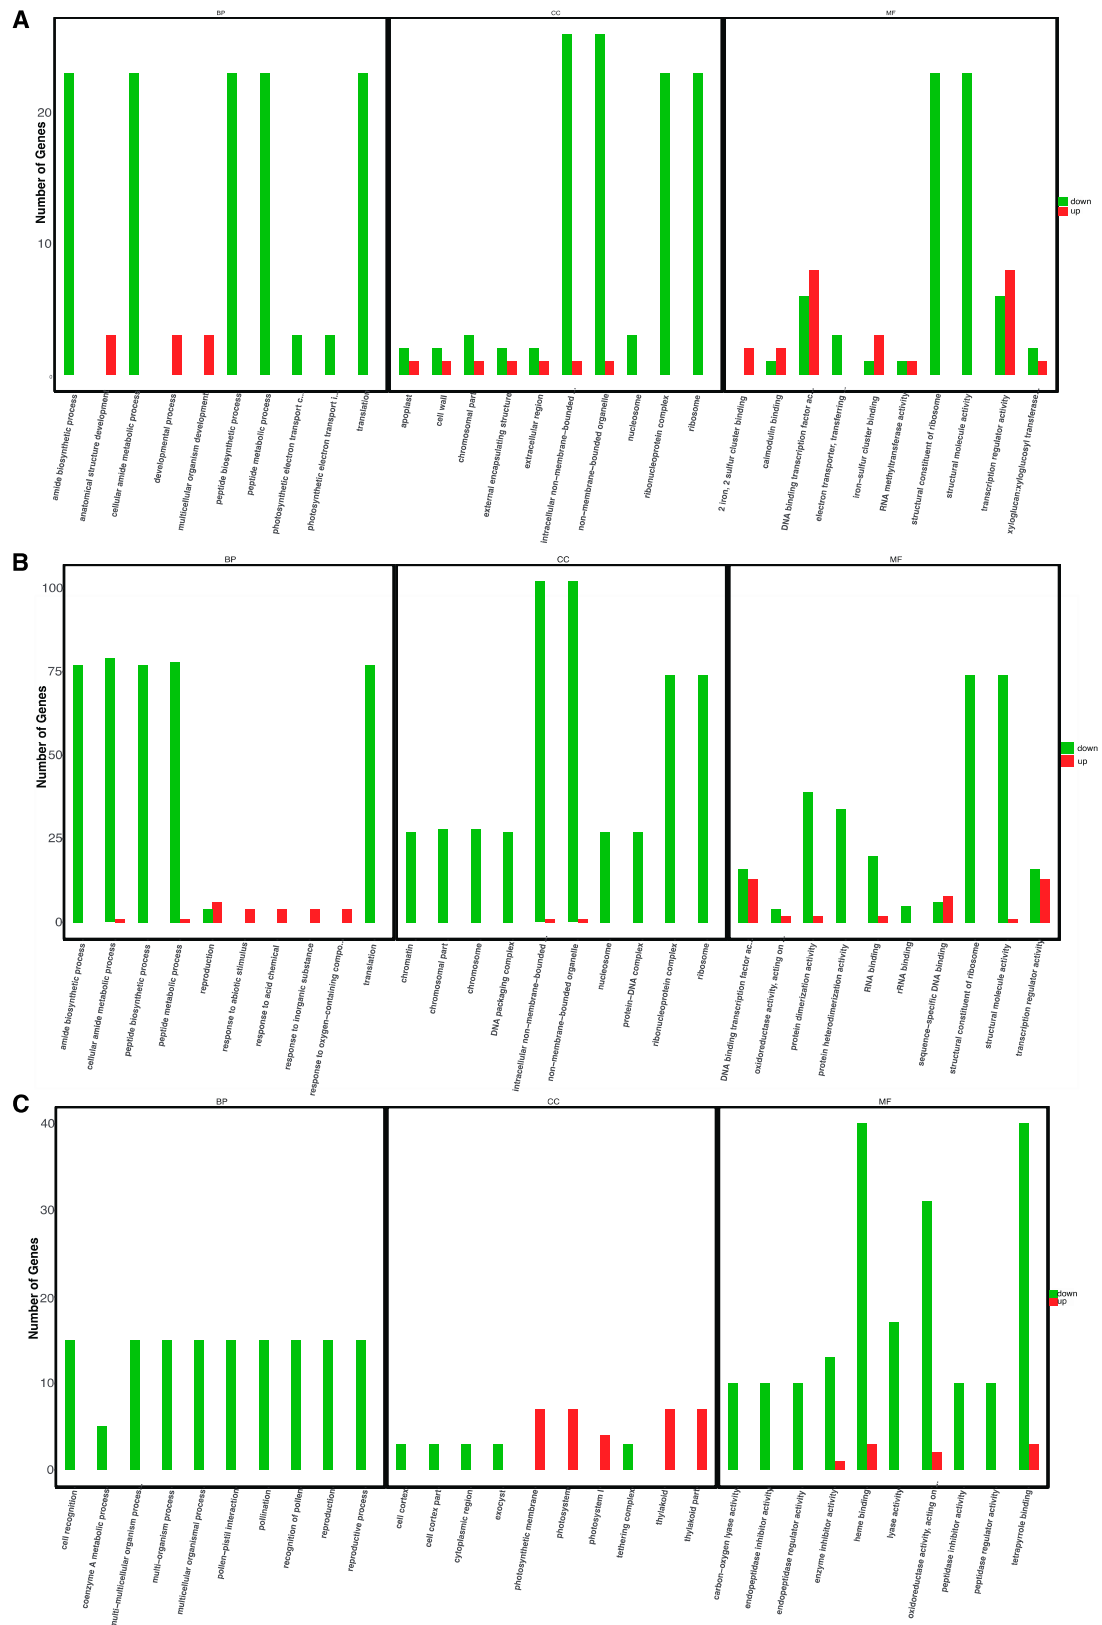 A
BP
CC
MF
Number of Genes
20
10
0
down
up
amide biosynthetic process
anatomical structure development
cellular amide metabolic process
developmental process
multicellular organism development
peptide biosynthetic process
peptide metabolic process
photosynthetic electron transport c...
photosynthetic electron transport i...
translation
apoplast
cell wall
chromosomal part
external encapsulating structure
extracellular region
intracellular non−membrane−bounded ...
non−membrane−bounded organelle
nucleosome
ribonucleoprotein complex
ribosome
2 iron, 2 sulfur cluster binding
calmodulin binding
DNA binding transcription factor ac...
electron transporter, transferring ...
iron−sulfur cluster binding
RNA methyltransferase activity
structural constituent of ribosome
structural molecule activity
transcription regulator activity
xyloglucan:xyloglucosyl transferase...
B
BP
CC
MF
Number of Genes
100
75
50
25
0
down
up
amide biosynthetic process
cellular amide metabolic process
peptide biosynthetic process
peptide metabolic process
reproduction
response to abiotic stimulus
response to acid chemical
response to inorganic substance
response to oxygen−containing compo...
translation
chromatin
chromosomal part
chromosome
DNA packaging complex
intracellular non−membrane−bounded ...
non−membrane−bounded organelle
nucleosome
protein−DNA complex
ribonucleoprotein complex
ribosome
DNA binding transcription factor ac...
oxidoreductase activity, acting on ...
protein dimerization activity
protein heterodimerization activity
RNA binding
rRNA binding
sequence−specific DNA binding
structural constituent of ribosome
structural molecule activity
transcription regulator activity
C
BP
CC
MF
Number of Genes
40
30
20
10
0
down
up
cell recognition
coenzyme A metabolic process
multi−multicellular organism proces...
multi−organism process
multicellular organismal process
pollen−pistil interaction
pollination
recognition of pollen
reproduction
reproductive process
cell cortex
cell cortex part
cytoplasmic region
exocyst
photosynthetic membrane
photosystem
photosystem I
tethering complex
thylakoid
thylakoid part
carbon−oxygen lyase activity
endopeptidase inhibitor activity
endopeptidase regulator activity
enzyme inhibitor activity
heme binding
lyase activity
oxidoreductase activity, acting on ...
peptidase inhibitor activity
peptidase regulator activity
tetrapyrrole binding